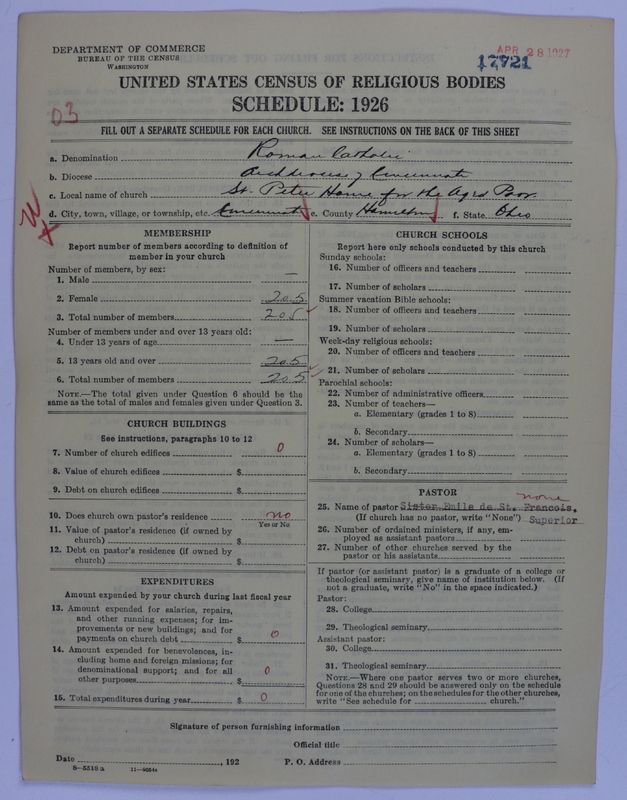 DEPARTMENT OF COMMERCE
BUREAU OF THE CENSUS
WASHINGTON
APR 28 1927
17721
UNITED STATES CENSUS OF RELIGIOUS BODIES
SCHEDULE: 1926
03
FILL OUT A SEPARATE SCHEDULE FOR EACH CHURCH. SEE INSTRUCTIONS ON THE BACK OF THIS SHEET
a. Denomination Roman Catholic
b. Diocese Archdiocese of Cincinnati
c. Local name of church St. Peter Home for the Aged Poor
d. City, town, village, or township, etc. Cincinnati e. County Hamilton f. State Ohio
MEMBERSHIP
Report number of members according to definition of
member in your church
Number of members, by sex:
1. Male —
2. Female 205
3. Total number of members 205
Number of members under and over 13 years old:
4. Under 13 years of age —
5. 13 years old and over 205
6. Total number of members 205
NOTE.—The total given under Question 6 should be
same as the total of males and females given under Question 3.
CHURCH BUILDINGS
See instructions, paragraphs 10 to 12
7. Number of church edifices 0
8. Value of church edifices $
9. Debt on church edifices $
10. Does church own pastor's residence no
Yes or No
11. Value of pastor's residence (if owned by
church) $
12. Debt on pastor's residence (if owned by
church) $
EXPENDITURES
Amount expended by your church during last fiscal year
13. Amount expended for salaries, repairs,
and other running expenses; for im-
provements or new buildings; and for
payments on church debt $ 0
14. Amount expended for benevolences, in-
cluding home and foreign missions; for
denominational support; and for all
other purposes $ 0
15. Total expenditures during year $ 0
CHURCH SCHOOLS
Report here only schools conducted by this church
Sunday schools:
16. Number of officers and teachers
17. Number of scholars
Summer vacation Bible schools:
18. Number of officers and teachers
19. Number of scholars
Week-day religious schools:
20. Number of officers and teachers
21. Number of scholars
Parochial schools:
22. Number of administrative officers
23. Number of teachers—
a. Elementary (grades 1 to 8)
b. Secondary
24. Number of scholars—
a. Elementary (grades 1 to 8)
b. Secondary
PASTOR
none
25. Name of pastor Sister Emile de St. Francois,
(If church has no pastor, write "None") Superior
26. Number of ordained ministers, if any, em-
ployed as assistant pastors
27. Number of other churches served by the
pastor or his assistants
If pastor (or assistant pastor) is a graduate of a college or
theological seminary, give name of institution below. (If
not a graduate, write "No" in the space indicated.)
Pastor:
28. College
29. Theological seminary
Assistant pastor:
30. College
31. Theological seminary
NOTE.—Where one pastor serves two or more churches,
Questions 28 and 29 should be answered only on the schedule
for one of the churches; on the schedules for the other churches,
write "See schedule for church."
Signature of person furnishing information
Official title
Date , 192 P. O. Address